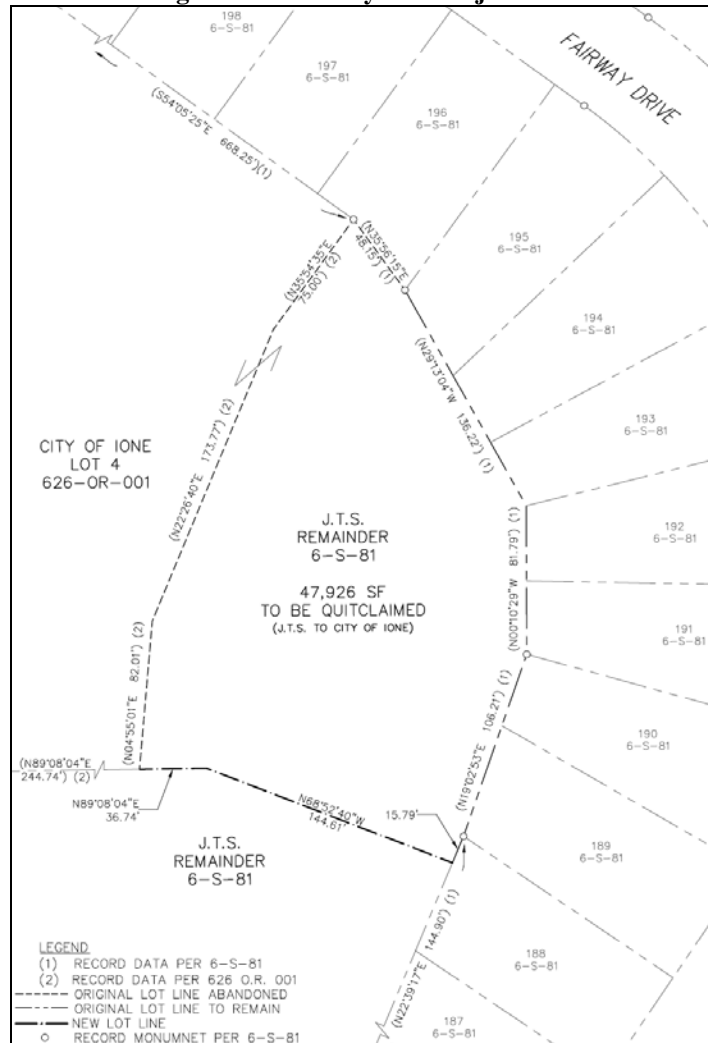 198
6-S-81
197
6-S-81
196
6-S-81
FAIRWAY DRIVE
(S54°05'25"E 668.25')(1)
(N35°54'35"E
75.00') (2)
(N35°56'15"E
48.15') (1)
195
6-S-81
194
6-S-81
(N29°13'04"W 136.22') (1)
193
6-S-81
CITY OF IONE
LOT 4
626-OR-001
(N22°26'40"E 173.77') (2)
J.T.S.
REMAINDER
6-S-81
47,926 SF
TO BE QUITCLAIMED
(J.T.S. TO CITY OF IONE)
(N00°10'29"W 81.79') (1)
192
6-S-81
191
6-S-81
(N04°55'01"E 82.01') (2)
(N19°02'53"E 106.21') (1)
190
6-S-81
(N89°08'04"E
244.74') (2)
N89°08'04"E
36.74'
N68°52'40"W
144.61'
15.79'
J.T.S.
REMAINDER
6-S-81
189
6-S-81
188
6-S-81
(N22°39'17"E 144.90') (1)
187
6-S-81
LEGEND
(1) RECORD DATA PER 6-S-81
(2) RECORD DATA PER 626 O.R. 001
ORIGINAL LOT LINE ABANDONED
ORIGINAL LOT LINE TO REMAIN
NEW LOT LINE
RECORD MONUMNET PER 6-S-81